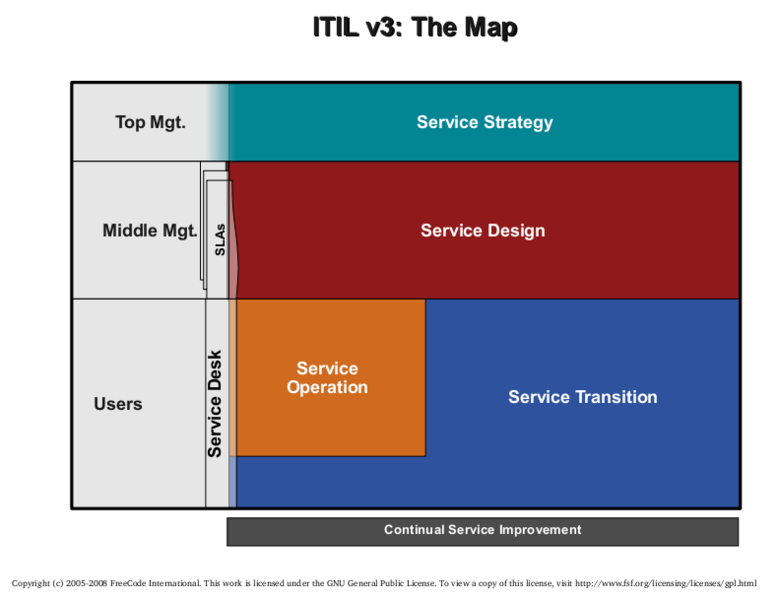 ITIL v3: The Map
Top Mgt.
Service Strategy
Middle Mgt.
SLAs
Service Design
Users
Service Desk
Service
Operation
Service Transition
Continual Service Improvement
Copyright (c) 2005-2008 FreeCode International. This work is licensed under the GNU General Public License. To view a copy of this license, visit http://www.fsf.org/licensing/licenses/gpl.html